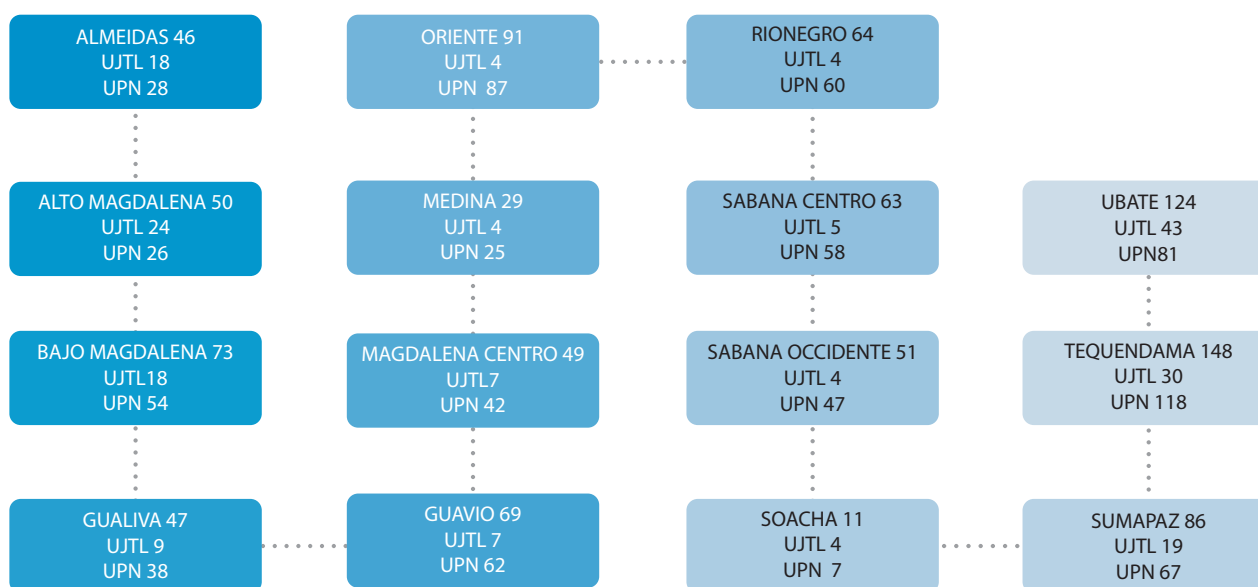 ALMEIDAS 46
UJTL 18
UPN 28
ALTO MAGDALENA 50
UJTL 24
UPN 26
BAJO MAGDALENA 73
UJTL18
UPN 54
GUALIVA 47
UJTL 9
UPN 38
GUAVIO 69
UJTL 7
UPN 62
MAGDALENA CENTRO 49
UJTL7
UPN 42
MEDINA 29
UJTL 4
UPN 25
ORIENTE 91
UJTL 4
UPN 87
RIONEGRO 64
UJTL 4
UPN 60
SABANA CENTRO 63
UJTL 5
UPN 58
SABANA OCCIDENTE 51
UJTL 4
UPN 47
SOACHA 11
UJTL 4
UPN 7
SUMAPAZ 86
UJTL 19
UPN 67
TEQUENDAMA 148
UJTL 30
UPN 118
UBATE 124
UJTL 43
UPN81